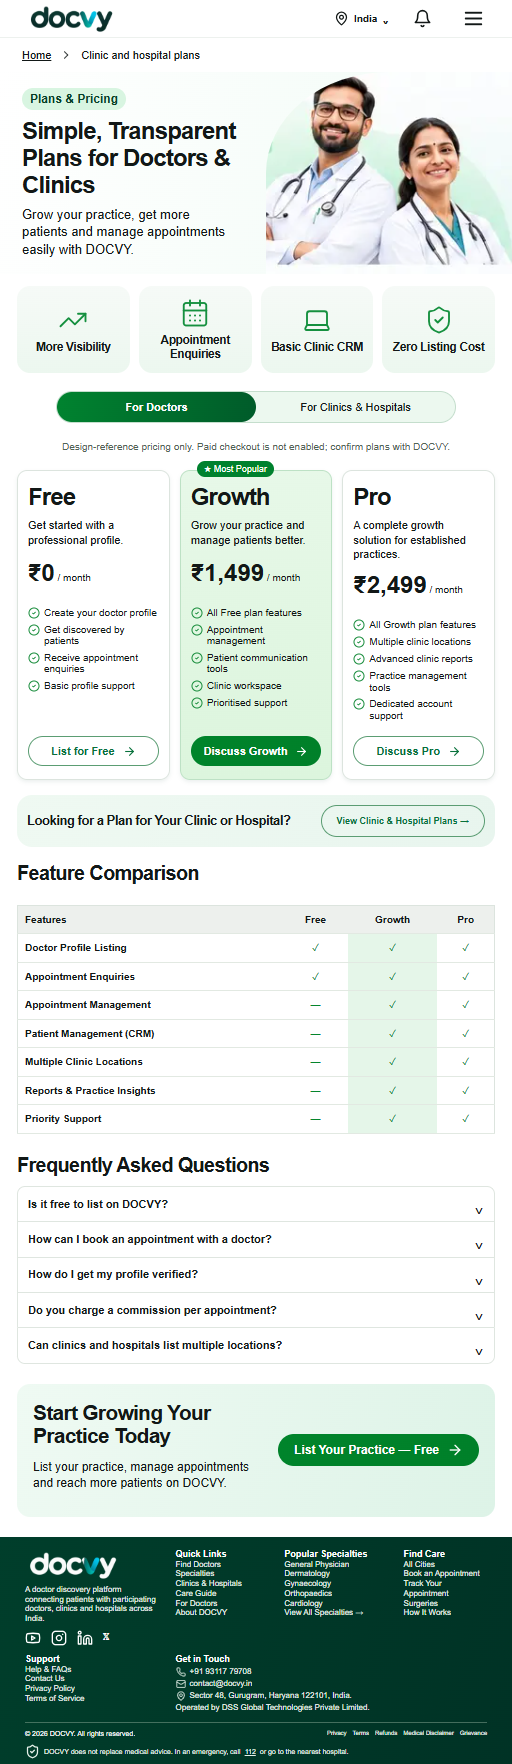 docvy
India
Home > Clinic and hospital plans
Plans & Pricing
Simple, Transparent
Plans for Doctors &
Clinics
Grow your practice, get more
patients and manage appointments
easily with DOCVY.
More Visibility
Appointment
Enquiries
Basic Clinic CRM
Zero Listing Cost
For Doctors
For Clinics & Hospitals
Design-reference pricing only. Paid checkout is not enabled; confirm plans with DOCVY.
Free
Get started with a
professional profile.
₹0 / month
Create your doctor profile
Get discovered by
patients
Receive appointment
enquiries
Basic profile support
List for Free →
★ Most Popular
Growth
Grow your practice and
manage patients better.
₹1,499 / month
All Free plan features
Appointment
management
Patient communication
tools
Clinic workspace
Prioritised support
Discuss Growth →
Pro
A complete growth
solution for established
practices.
₹2,499 / month
All Growth plan features
Multiple clinic locations
Advanced clinic reports
Practice management
tools
Dedicated account
support
Discuss Pro →
Looking for a Plan for Your Clinic or Hospital?
View Clinic & Hospital Plans →
Feature Comparison
Features Free Growth Pro
Doctor Profile Listing ✓ ✓ ✓
Appointment Enquiries ✓ ✓ ✓
Appointment Management — ✓ ✓
Patient Management (CRM) — ✓ ✓
Multiple Clinic Locations — ✓ ✓
Reports & Practice Insights — ✓ ✓
Priority Support — ✓ ✓
Frequently Asked Questions
Is it free to list on DOCVY?
How can I book an appointment with a doctor?
How do I get my profile verified?
Do you charge a commission per appointment?
Can clinics and hospitals list multiple locations?
Start Growing Your
Practice Today
List your practice, manage appointments
and reach more patients on DOCVY.
List Your Practice — Free →
docvy
A doctor discovery platform
connecting patients with participating
doctors, clinics and hospitals across
India.
Quick Links
Find Doctors
Specialties
Clinics & Hospitals
Care Guide
For Doctors
About DOCVY
Popular Specialties
General Physician
Dermatology
Gynaecology
Orthopaedics
Cardiology
View All Specialties →
Find Care
All Cities
Book an Appointment
Track Your
Appointment
Surgeries
How It Works
Support
Help & FAQs
Contact Us
Privacy Policy
Terms of Service
Get in Touch
+91 93117 79708
contact@docvy.in
Sector 48, Gurugram, Haryana 122101, India.
Operated by DSS Global Technologies Private Limited.
© 2026 DOCVY. All rights reserved.
Privacy Terms Refunds Medical Disclaimer Grievance
DOCVY does not replace medical advice. In an emergency, call 112 or go to the nearest hospital.